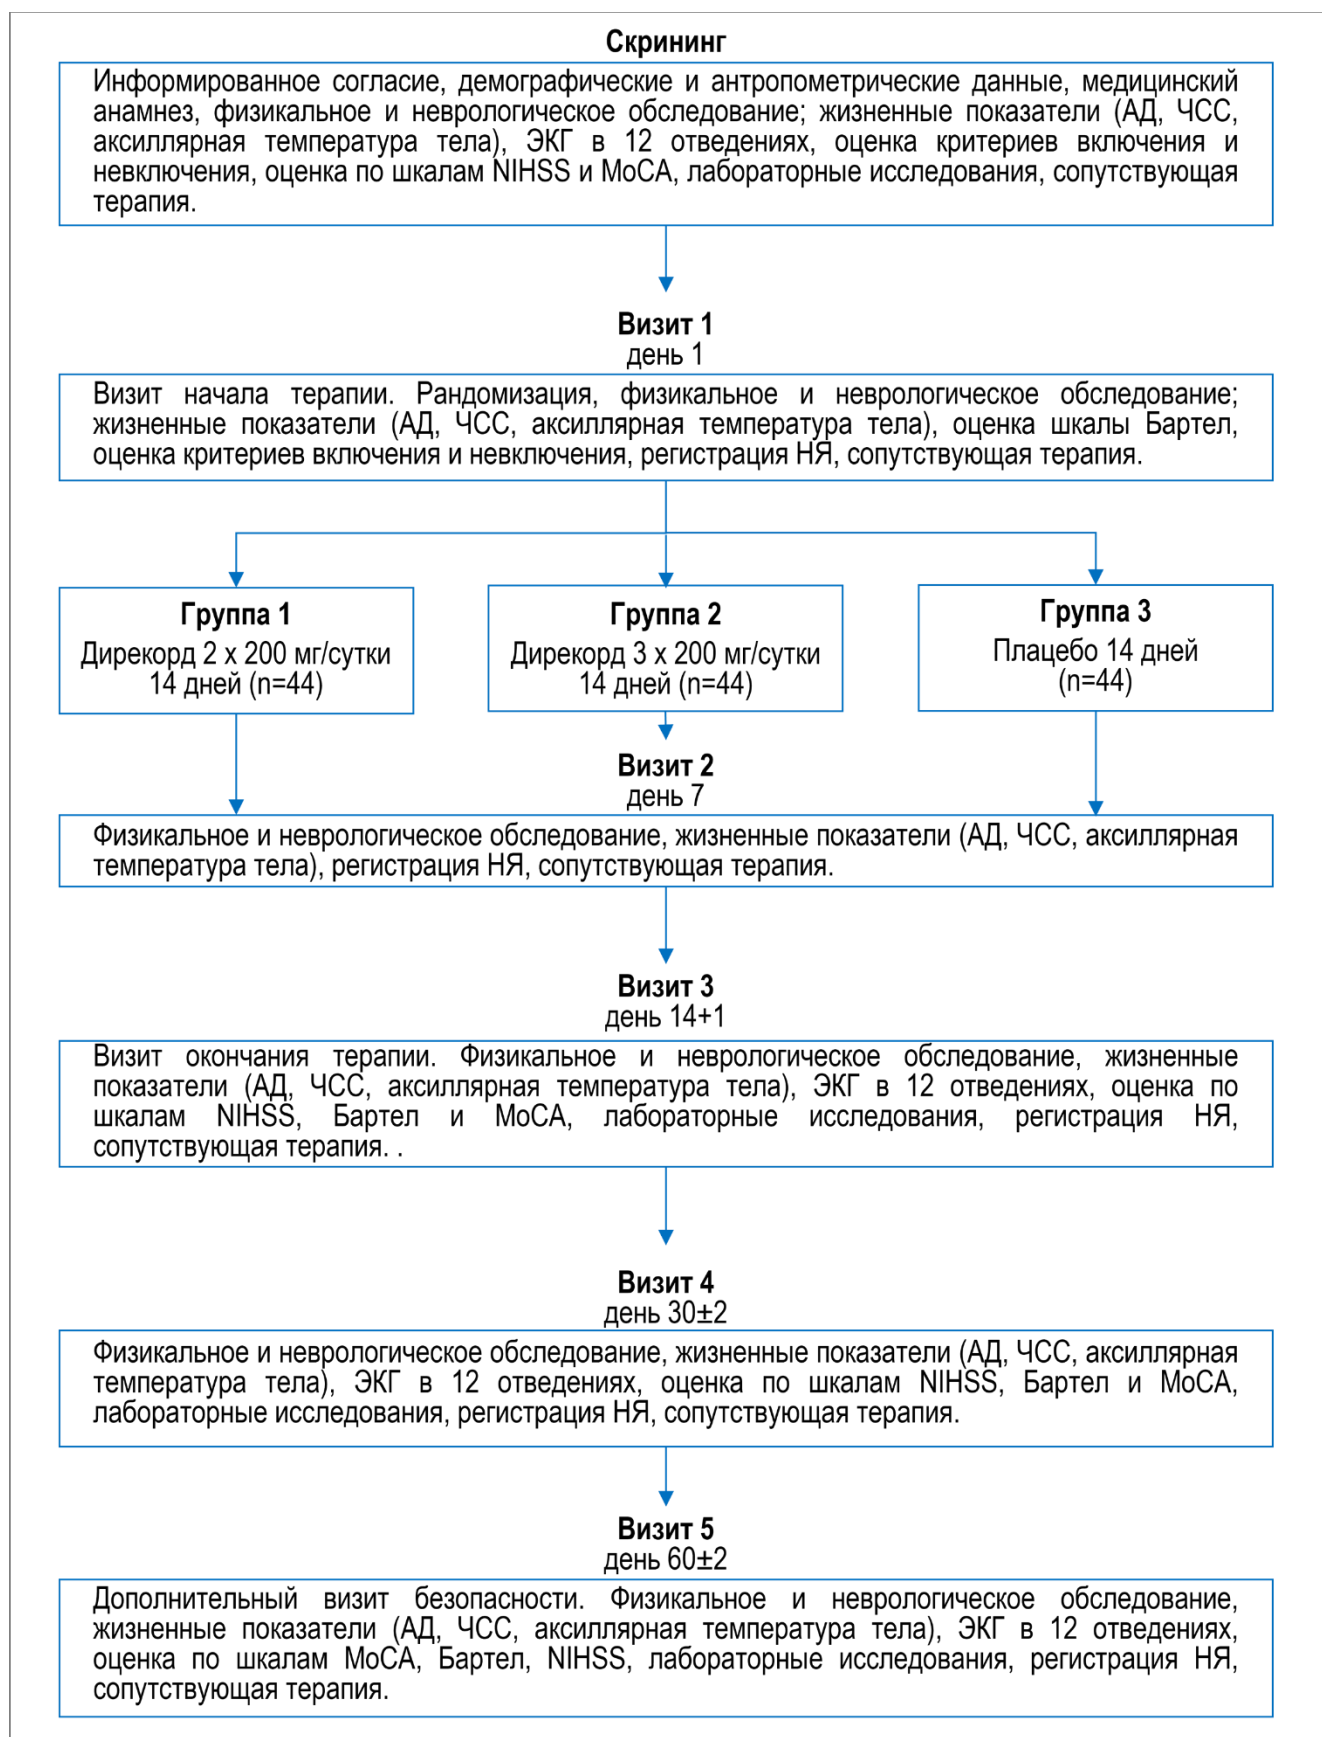 Скрининг
Информированное согласие, демографические и антропометрические данные, медицинский
анамнез, физикальное и неврологическое обследование; жизненные показатели (АД, ЧСС,
аксиллярная температура тела), ЭКГ в 12 отведениях, оценка критериев включения и
невключения, оценка по шкалам NIHSS и MoCA, лабораторные исследования, сопутствующая
терапия.
Визит 1
день 1
Визит начала терапии. Рандомизация, физикальное и неврологическое обследование;
жизненные показатели (АД, ЧСС, аксиллярная температура тела), оценка шкалы Бартел,
оценка критериев включения и невключения, регистрация НЯ, сопутствующая терапия.
Группа 1
Дирекорд 2 x 200 мг/сутки
14 дней (n=44)
Группа 2
Дирекорд 3 x 200 мг/сутки
14 дней (n=44)
Группа 3
Плацебо 14 дней
(n=44)
Визит 2
день 7
Физикальное и неврологическое обследование, жизненные показатели (АД, ЧСС, аксиллярная
температура тела), регистрация НЯ, сопутствующая терапия.
Визит 3
день 14+1
Визит окончания терапии. Физикальное и неврологическое обследование, жизненные
показатели (АД, ЧСС, аксиллярная температура тела), ЭКГ в 12 отведениях, оценка по
шкалам NIHSS, Бартел и MoCA, лабораторные исследования, регистрация НЯ,
сопутствующая терапия. .
Визит 4
день 30±2
Физикальное и неврологическое обследование, жизненные показатели (АД, ЧСС, аксиллярная
температура тела), ЭКГ в 12 отведениях, оценка по шкалам NIHSS, Бартел и MoCA,
лабораторные исследования, регистрация НЯ, сопутствующая терапия.
Визит 5
день 60±2
Дополнительный визит безопасности. Физикальное и неврологическое обследование,
жизненные показатели (АД, ЧСС, аксиллярная температура тела), ЭКГ в 12 отведениях,
оценка по шкалам MoCA, Бартел, NIHSS, лабораторные исследования, регистрация НЯ,
сопутствующая терапия.